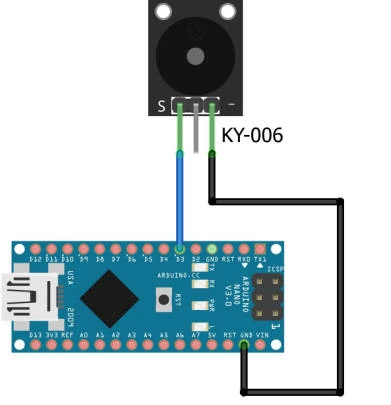 S -
KY-006
D12 D11 D10 D9 D8 D7 D6 D5 D4 D3 D2 GND RST RX0 TX1
ARDUINO.CC
TX
RX
PWR
L
RST
ICSP
1
USA
2009
ARDUINO
NANO
V3.0
D13 3V3 REF A0 A1 A2 A3 A4 A5 A6 A7 5V RST GND VIN